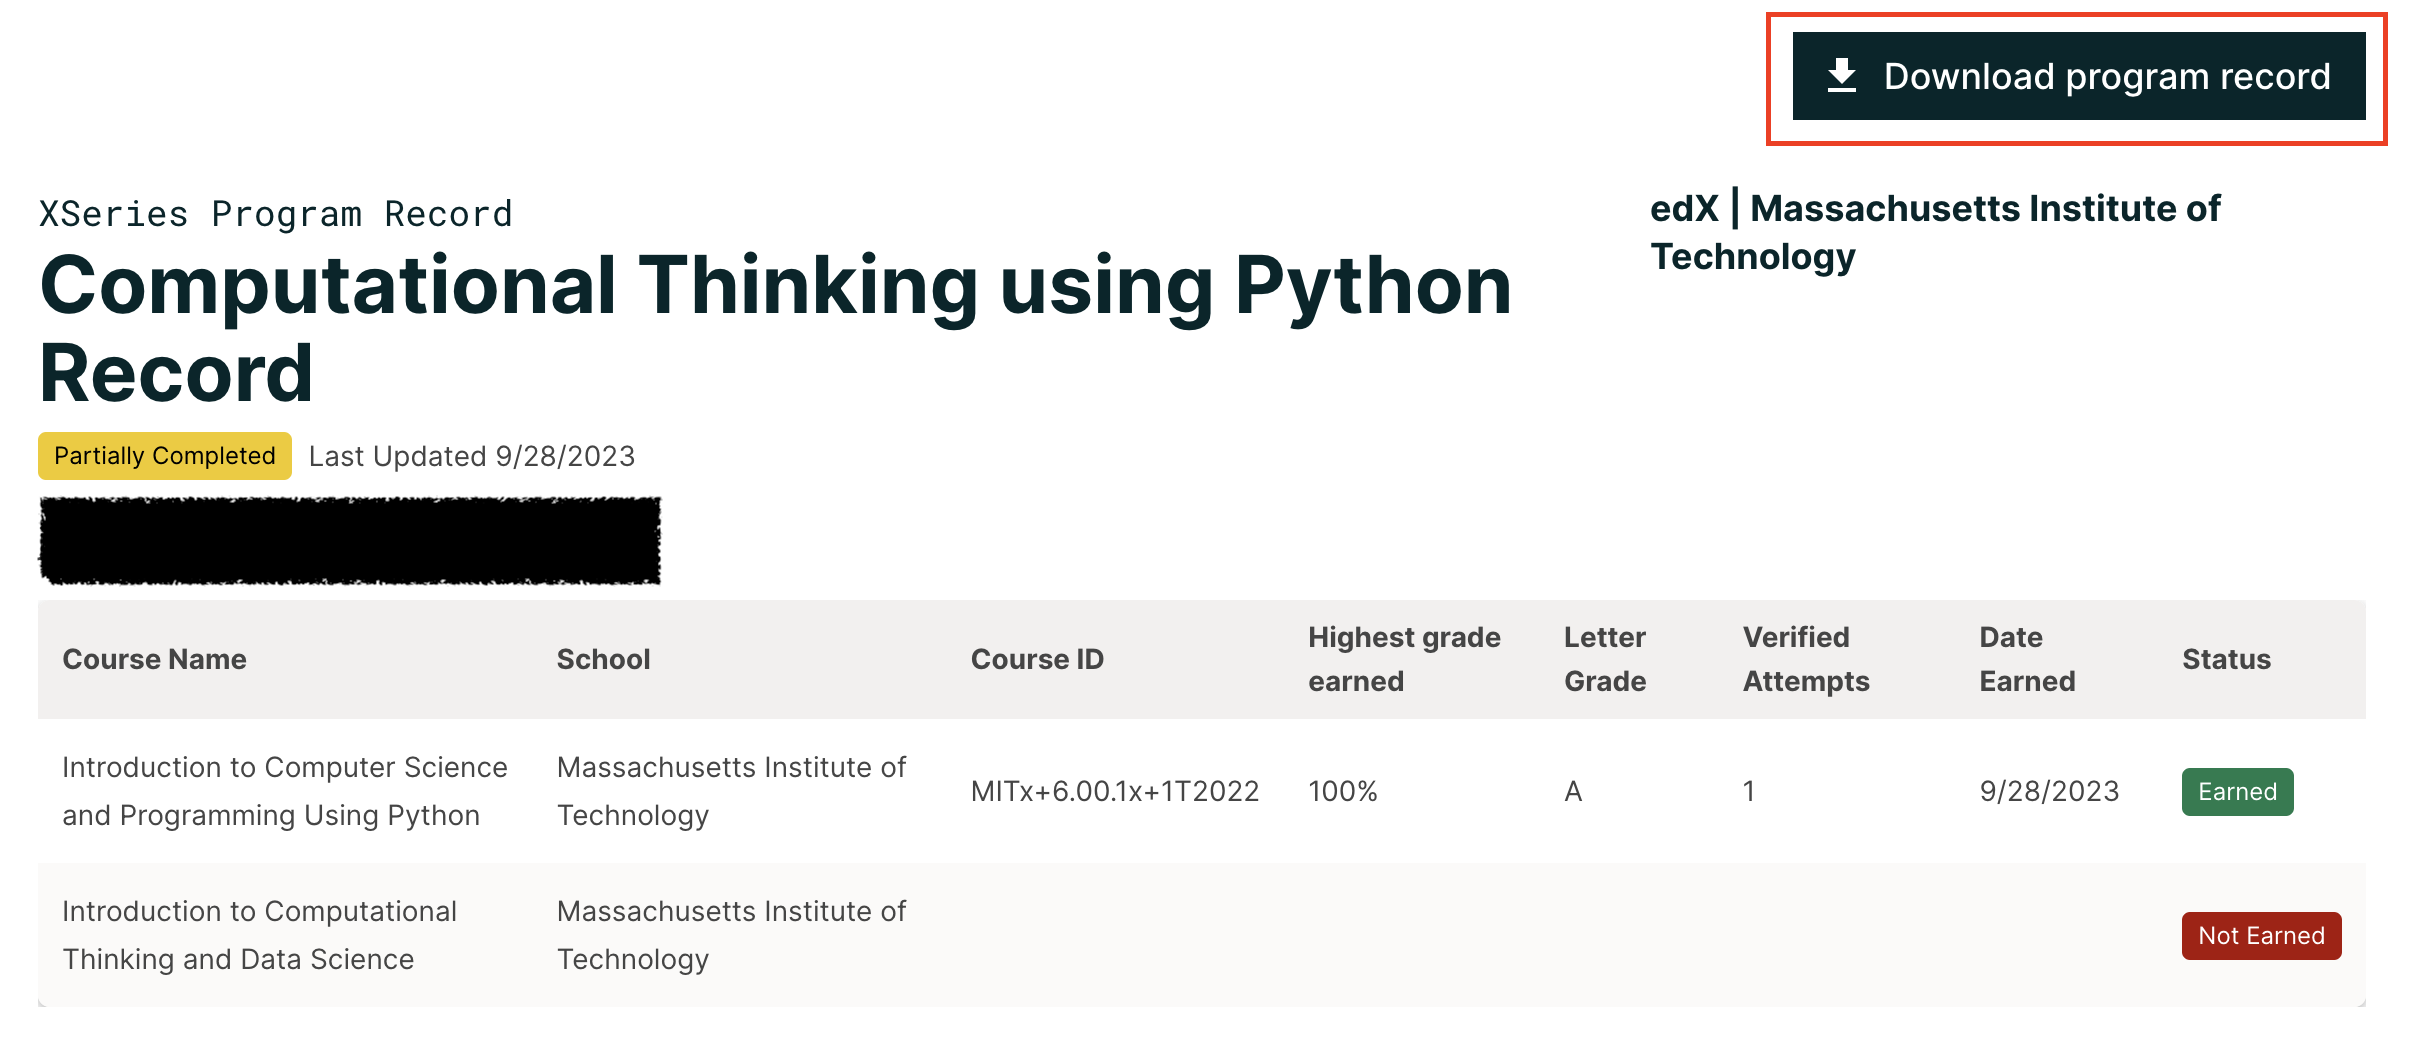 Download program record
XSeries Program Record
edX | Massachusetts Institute of
Technology
Computational Thinking using Python
Record
Partially Completed Last Updated 9/28/2023
Course Name School Course ID Highest grade earned Letter Grade Verified Attempts Date Earned Status
Introduction to Computer Science and Programming Using Python Massachusetts Institute of Technology MITx+6.00.1x+1T2022 100% A 1 9/28/2023 Earned
Introduction to Computational Thinking and Data Science Massachusetts Institute of Technology Not Earned